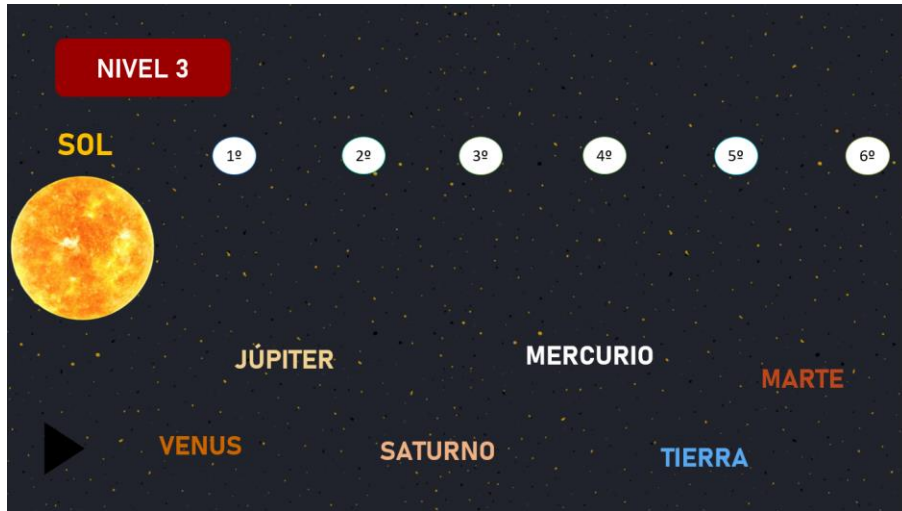 NIVEL 3
SOL
1º 2º 3º 4º 5º 6º
JÚPITER
MERCURIO
MARTE
VENUS
SATURNO
TIERRA